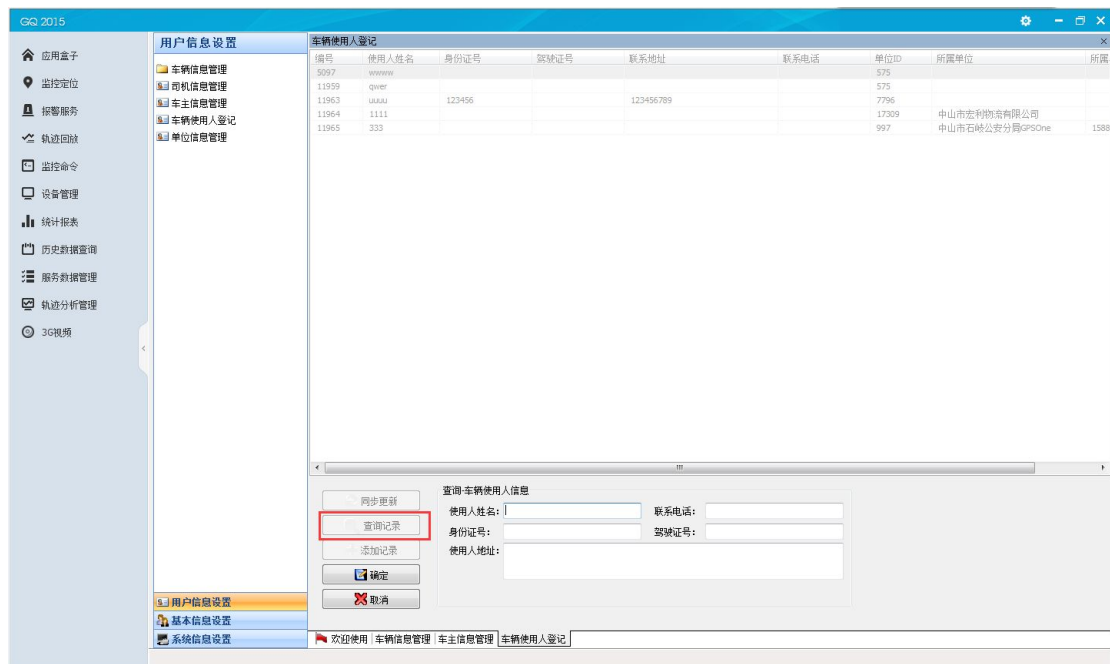 GQ 2015
应用盒子
监控定位
报警服务
轨迹回放
监控命令
设备管理
统计报表
历史数据查询
服务数据管理
轨迹分析管理
3G视频
用户信息设置
车辆信息管理
司机信息管理
车主信息管理
车辆使用人登记
单位信息管理
用户信息设置
基本信息设置
系统信息设置
车辆使用人登记
编号 使用人姓名 身份证号 驾驶证号 联系地址 联系电话 单位ID 所属单位 所属
5097 wwww 575
11959 qwer 575
11963 uuuu 123456 123456789 7796
11964 1111 17309 中山市宏利物流有限公司
11965 333 997 中山市石岐公安分局GPSOne 1588
同步更新
查询记录
添加记录
确定
取消
查询-车辆使用人信息
使用人姓名: 联系电话:
身份证号: 驾驶证号:
使用人地址:
欢迎使用 车辆信息管理 车主信息管理 车辆使用人登记